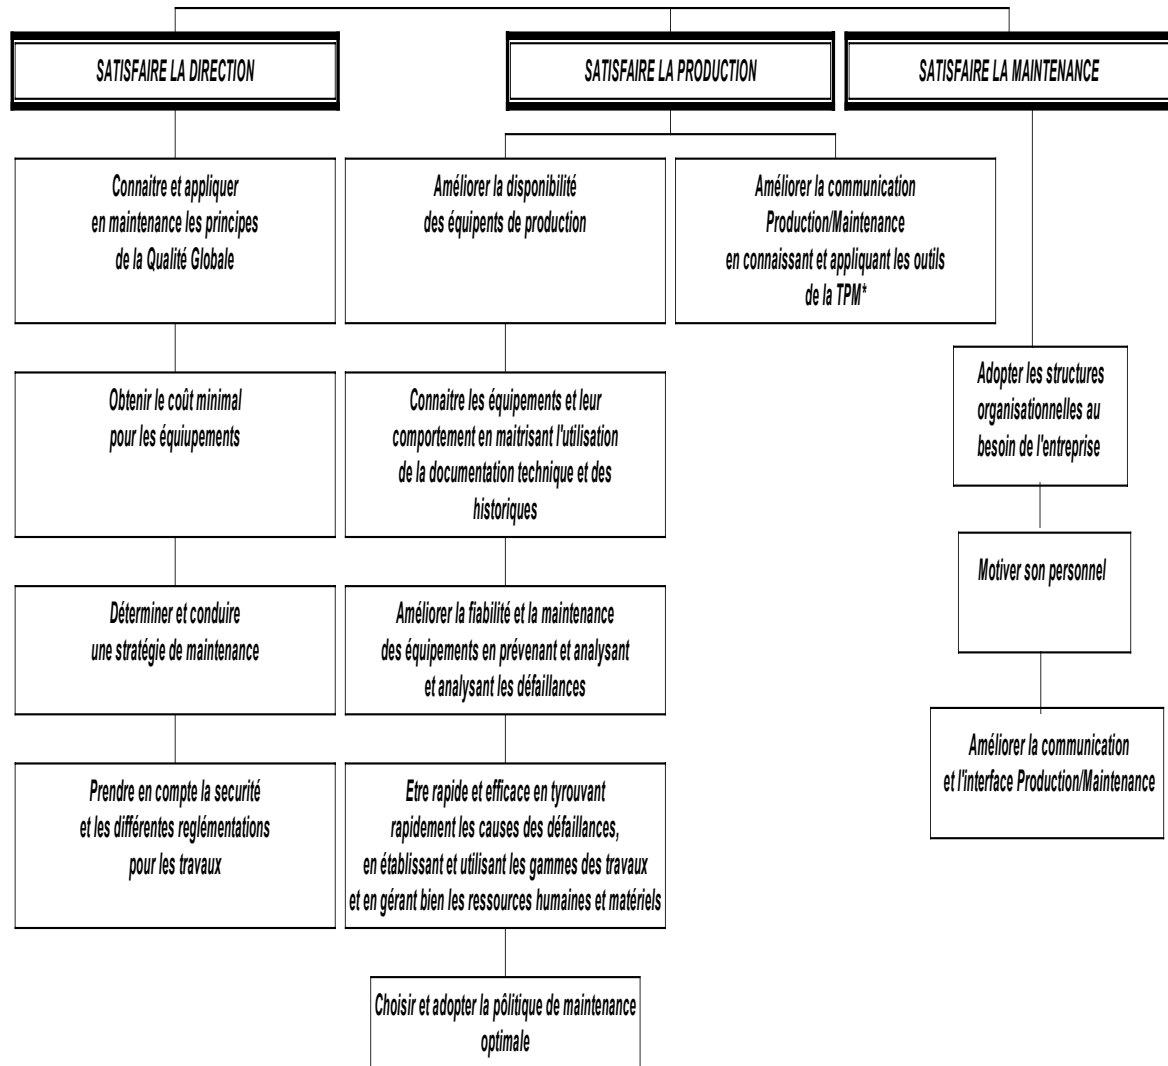 SATISFAIRE LA DIRECTION
SATISFAIRE LA PRODUCTION
SATISFAIRE LA MAINTENANCE
Connaitre et appliquer
en maintenance les principes
de la Qualité Globale
Améliorer la disponibilité
des équipents de production
Améliorer la communication
Production/Maintenance
en connaissant et appliquant les outils
de la TPM*
Obtenir le coût minimal
pour les équiupements
Connaitre les équipements et leur
comportement en maitrisant l'utilisation
de la documentation technique et des
historiques
Adopter les structures
organisationnelles au
besoin de l'entreprise
Motiver son personnel
Déterminer et conduire
une stratégie de maintenance
Améliorer la fiabilité et la maintenance
des équipements en prévenant et analysant
et analysant les défaillances
Améliorer la communication
et l'interface Production/Maintenance
Prendre en compte la securité
et les différentes reglémentations
pour les travaux
Etre rapide et efficace en tyrouvant
rapidement les causes des défaillances,
en établissant et utilisant les gammes des travaux
et en gérant bien les ressources humaines et matériels
Choisir et adopter la pôlitique de maintenance
optimale